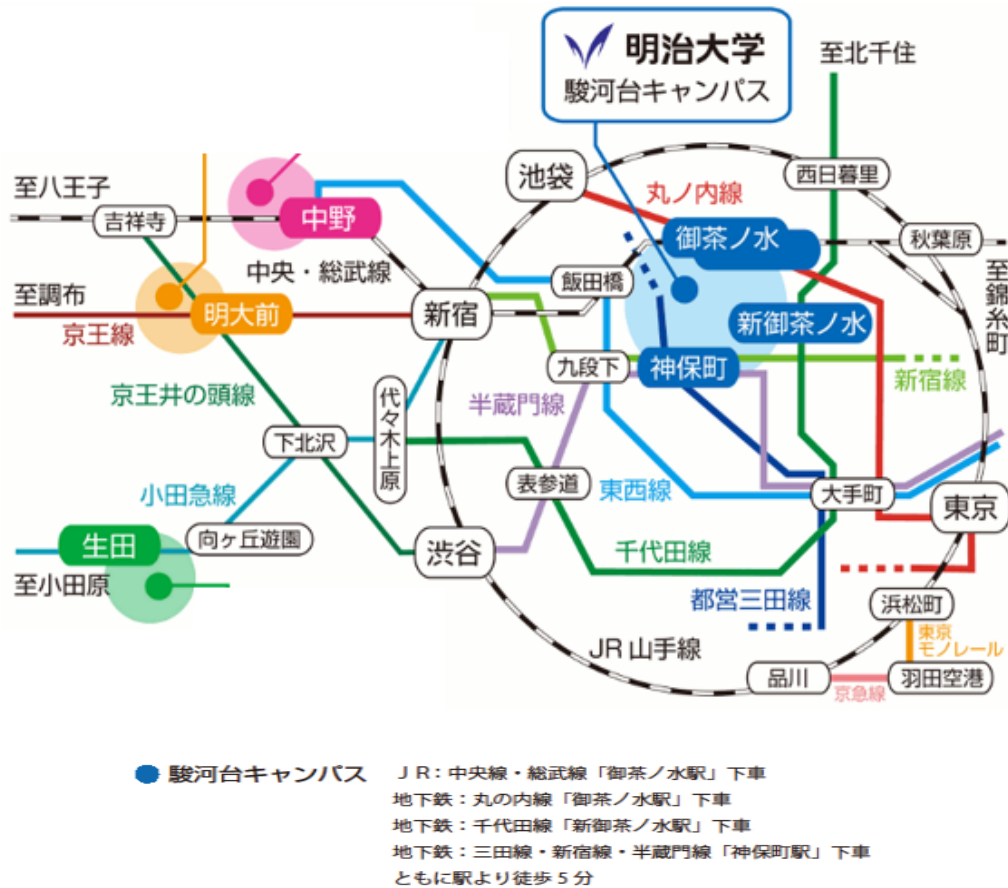 明治大学
駿河台キャンパス
至北千住
至八王子
吉祥寺
中野
池袋
丸ノ内線
西日暮里
御茶ノ水
秋葉原
中央・総武線
飯田橋
至錦糸町
至調布
明大前
新宿
新御茶ノ水
京王線
九段下
神保町
新宿線
京王井の頭線
代々木上原
半蔵門線
下北沢
小田急線
表参道
東西線
大手町
東京
生田
向ヶ丘遊園
渋谷
千代田線
至小田原
都営三田線
浜松町
東京
モノレール
JR 山手線
品川
京急線
羽田空港
駿河台キャンパス ＪＲ：中央線・総武線「御茶ノ水駅」下車
地下鉄：丸の内線「御茶ノ水駅」下車
地下鉄：千代田線「新御茶ノ水駅」下車
地下鉄：三田線・新宿線・半蔵門線「神保町駅」下車
ともに駅より徒歩５分